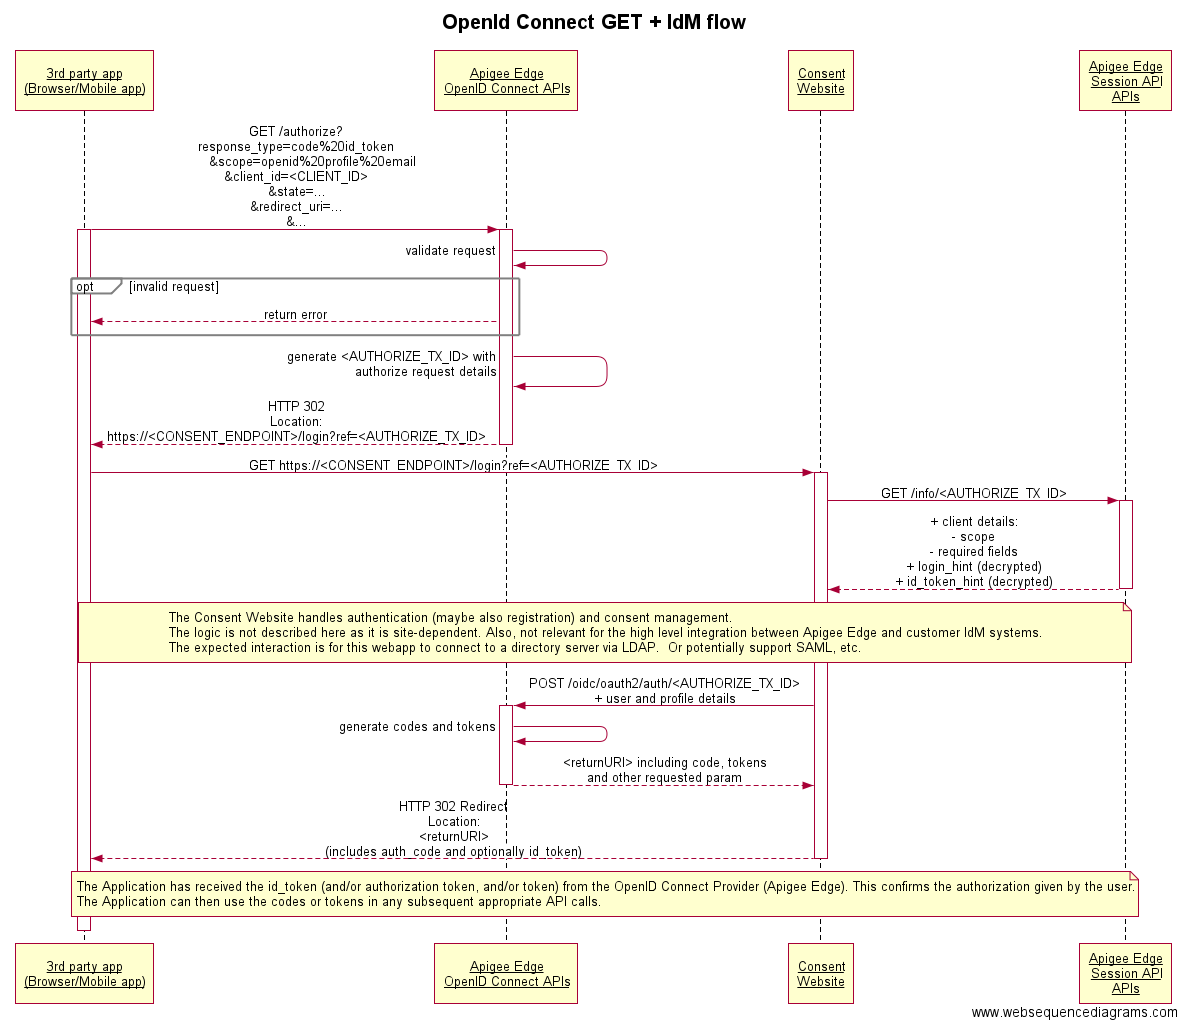 OpenId Connect GET + IdM flow
3rd party app
(Browser/Mobile app)
Apigee Edge
OpenID Connect APIs
Consent
Website
Apigee Edge
Session API
APIs
GET /authorize?
response_type=code%20id_token
&scope=openid%20profile%20email
&client_id=<CLIENT_ID>
&state=...
&redirect_uri=...
&...
validate request
opt
[invalid request]
return error
generate <AUTHORIZE_TX_ID> with
authorize request details
HTTP 302
Location:
https://<CONSENT_ENDPOINT>/login?ref=<AUTHORIZE_TX_ID>
GET https://<CONSENT_ENDPOINT>/login?ref=<AUTHORIZE_TX_ID>
GET /info/<AUTHORIZE_TX_ID>
+ client details:
- scope
- required fields
+ login_hint (decrypted)
+ id_token_hint (decrypted)
The Consent Website handles authentication (maybe also registration) and consent management.
The logic is not described here as it is site-dependent. Also, not relevant for the high level integration between Apigee Edge and customer IdM systems.
The expected interaction is for this webapp to connect to a directory server via LDAP.  Or potentially support SAML, etc.
POST /oidc/oauth2/auth/<AUTHORIZE_TX_ID>
+ user and profile details
generate codes and tokens
<returnURI> including code, tokens
and other requested param
HTTP 302 Redirect
Location:
<returnURI>
(includes auth_code and optionally id_token)
The Application has received the id_token (and/or authorization token, and/or token) from the OpenID Connect Provider (Apigee Edge). This confirms the authorization given by the user.
The Application can then use the codes or tokens in any subsequent appropriate API calls.
3rd party app
(Browser/Mobile app)
Apigee Edge
OpenID Connect APIs
Consent
Website
Apigee Edge
Session API
APIs
www.websequencediagrams.com